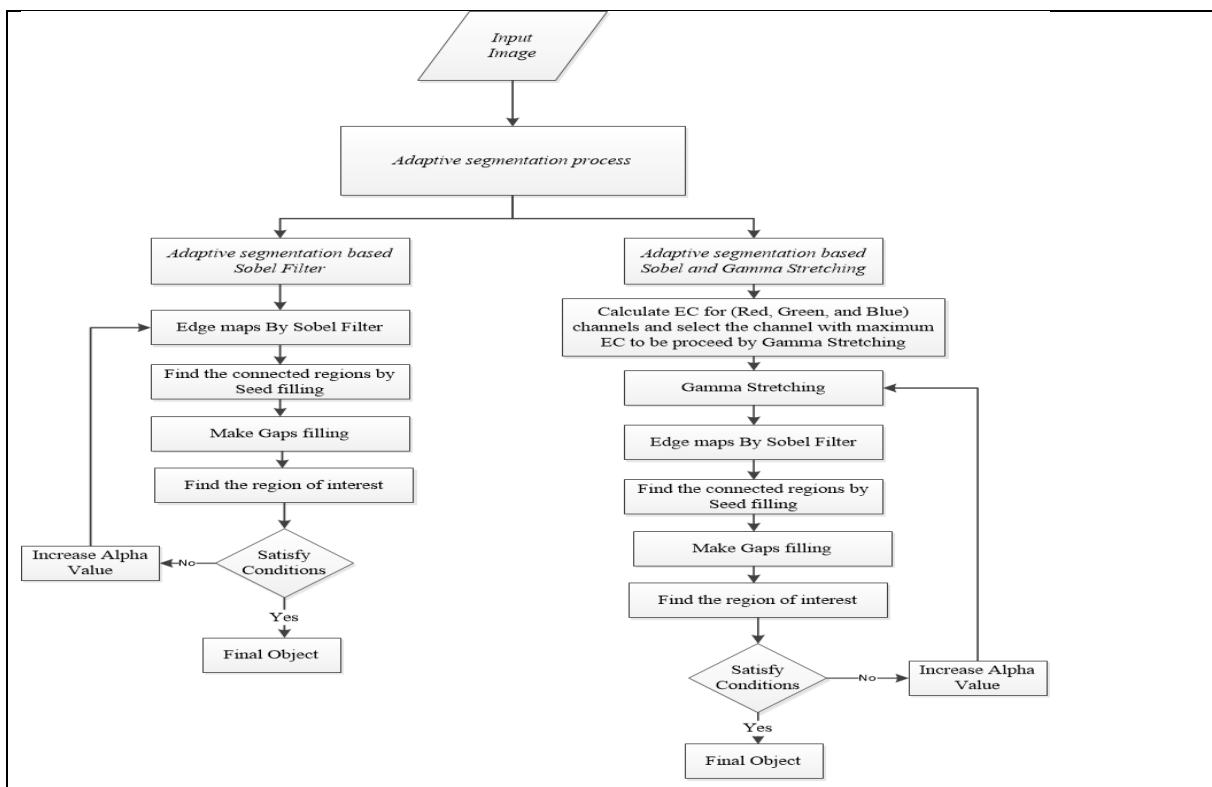 Input
Image
Adaptive segmentation process
Adaptive segmentation based
Sobel Filter
Edge maps By Sobel Filter
Find the connected regions by
Seed filling
Make Gaps filling
Find the region of interest
Satisfy
Conditions
No
Increase Alpha
Value
Yes
Final Object
Adaptive segmentation based
Sobel and Gamma Stretching
Calculate EC for (Red, Green, and Blue)
channels and select the channel with maximum
EC to be proceed by Gamma Stretching
Gamma Stretching
Edge maps By Sobel Filter
Find the connected regions by
Seed filling
Make Gaps filling
Find the region of interest
Satisfy
Conditions
No
Increase Alpha
Value
Yes
Final Object